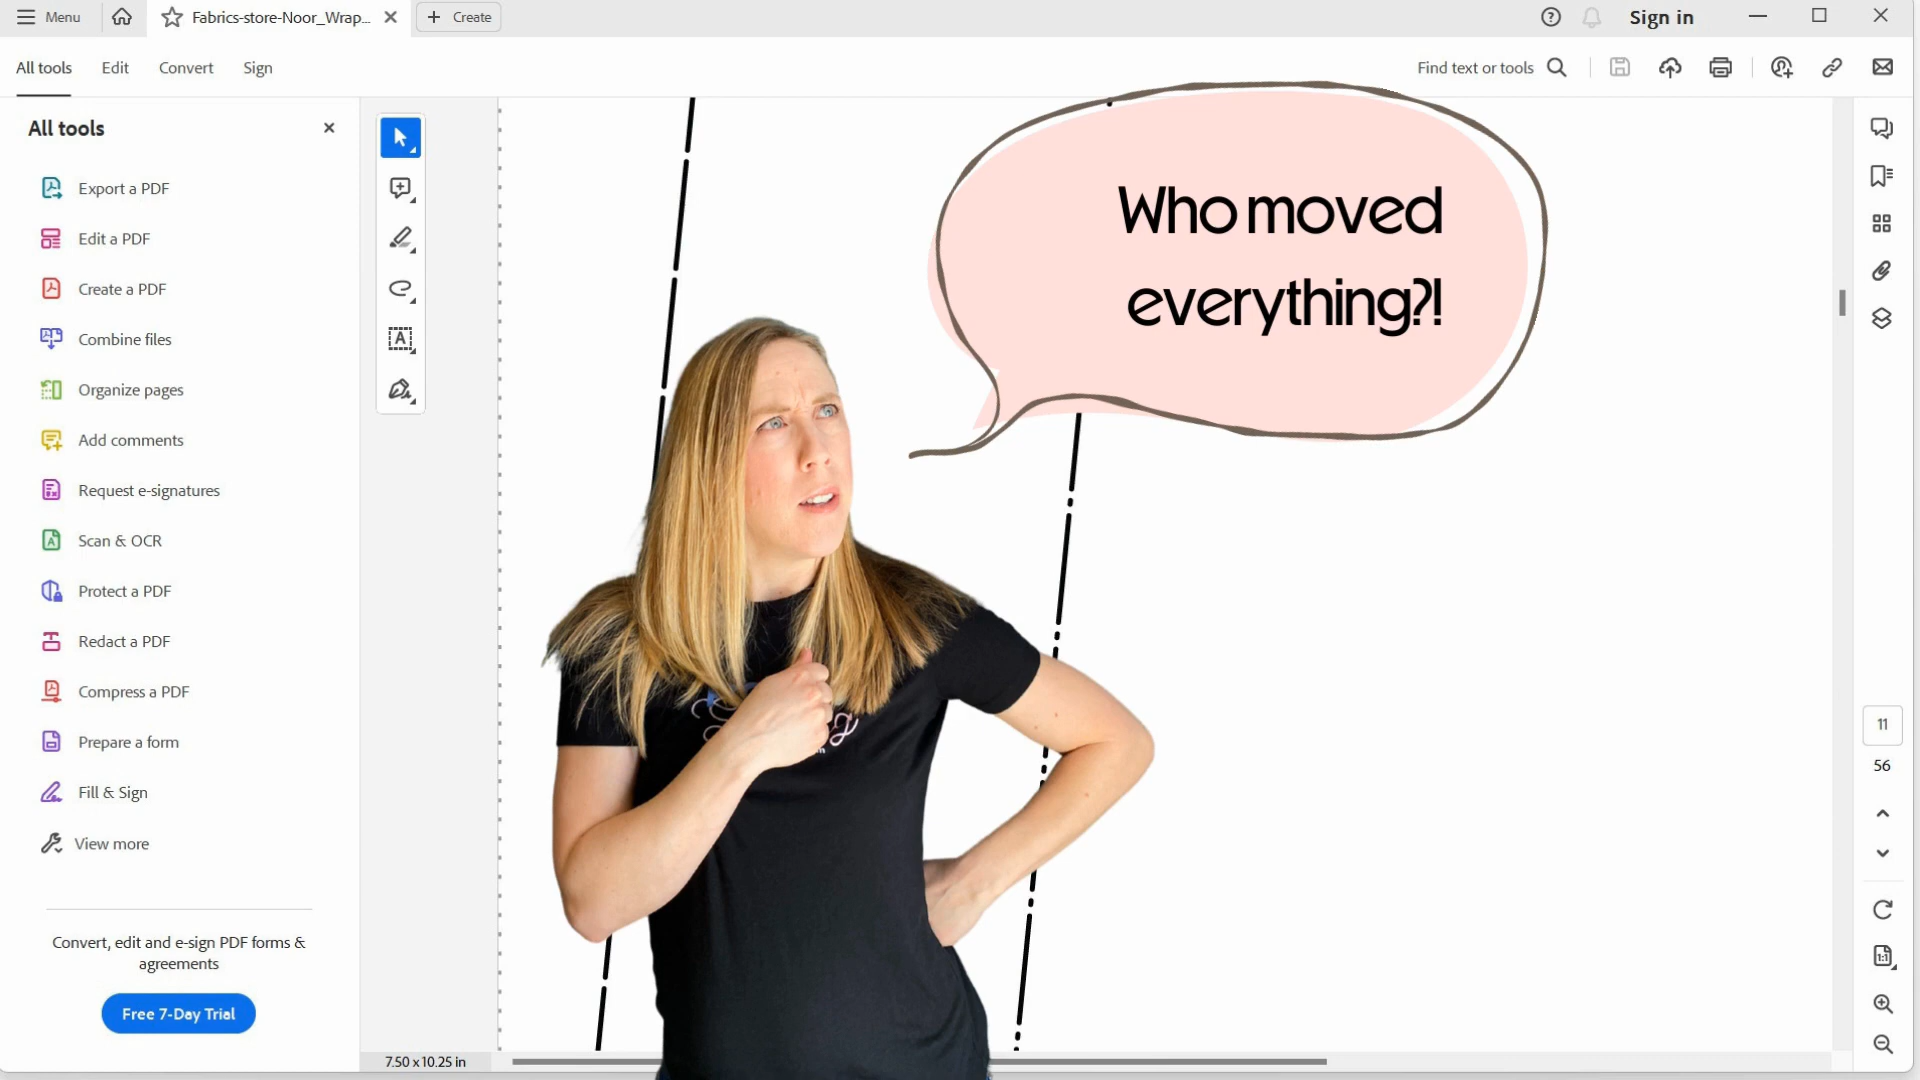 Menu
Fabrics-store-Noor_Wrap...
Create
Sign in
All tools
Edit
Convert
Sign
Find text or tools
All tools
Export a PDF
Edit a PDF
Create a PDF
Combine files
Organize pages
Add comments
Request e-signatures
Scan & OCR
Protect a PDF
Redact a PDF
Compress a PDF
Prepare a form
Fill & Sign
View more
Convert, edit and e-sign PDF forms &
agreements
Free 7-Day Trial
Who moved
everything?!
11
56
7.50 x 10.25 in